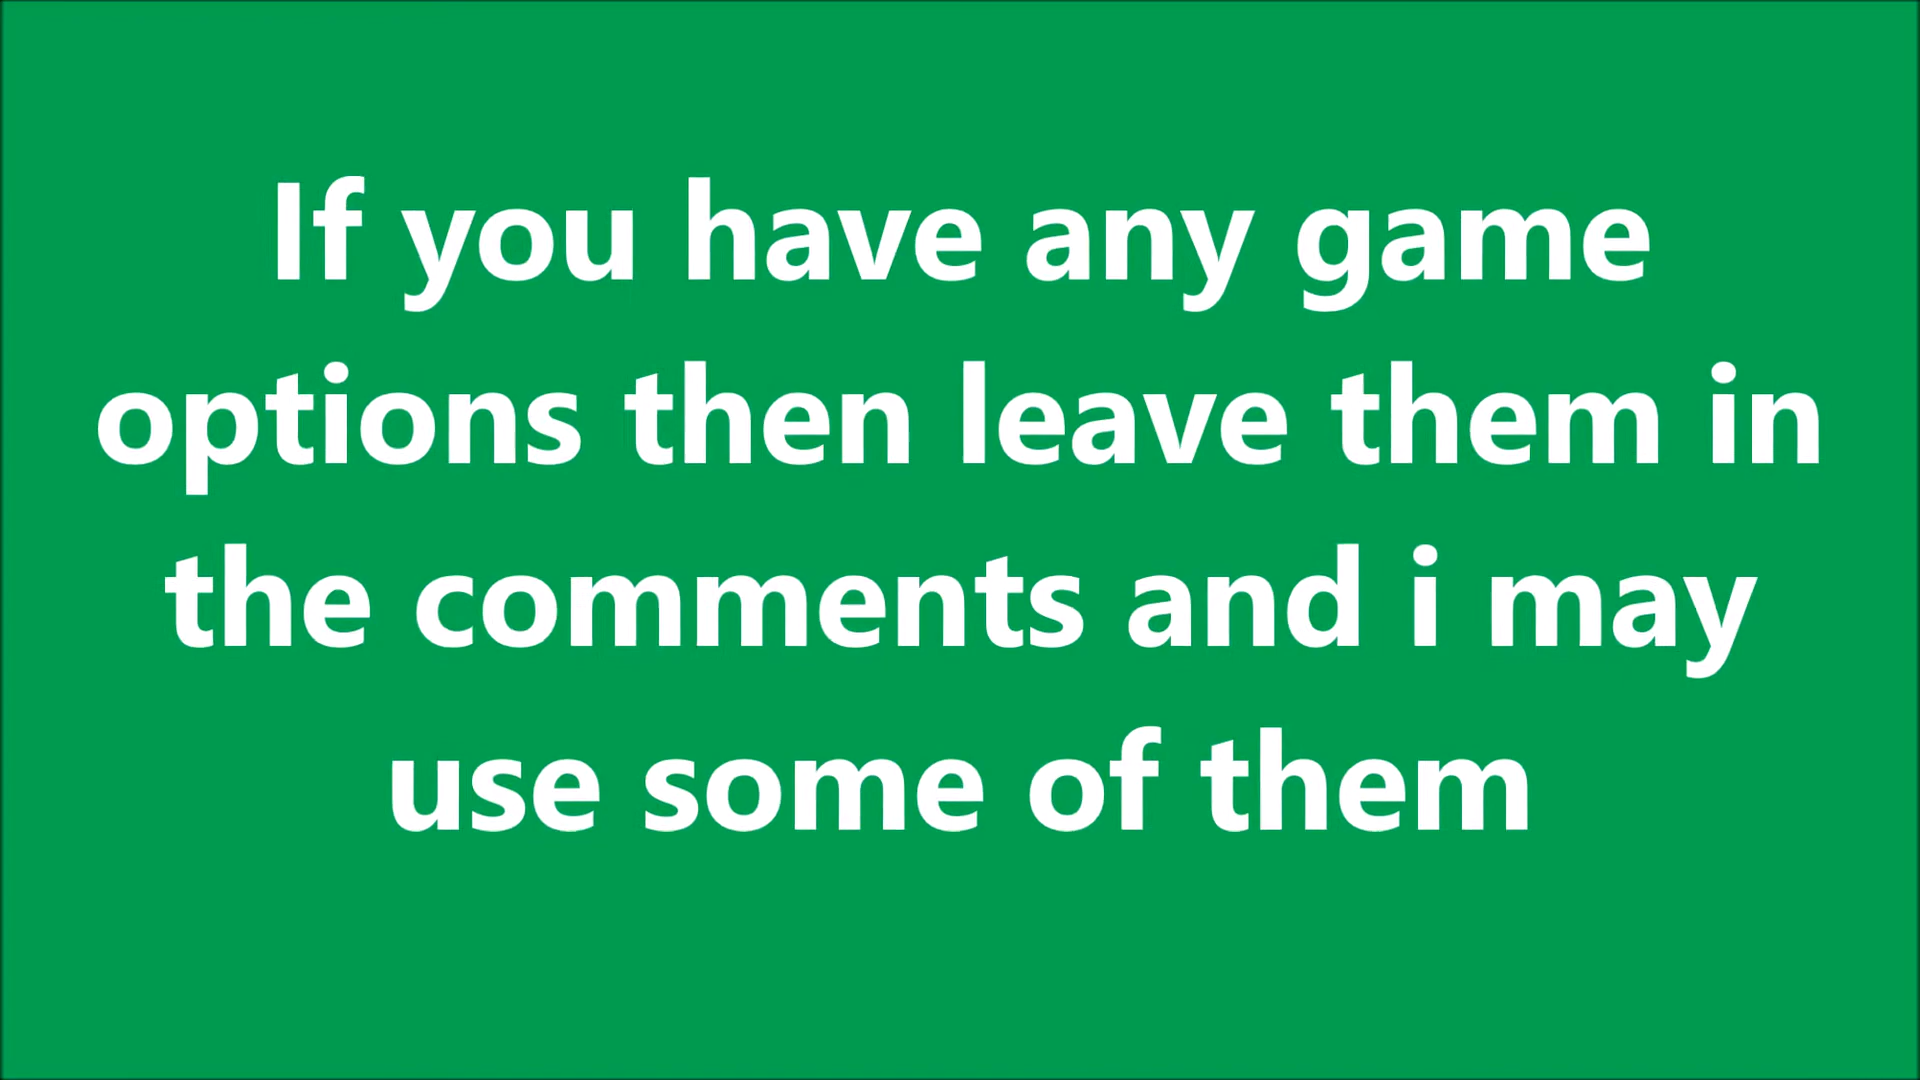 If you have any game
options then leave them in
the comments and i may
use some of them